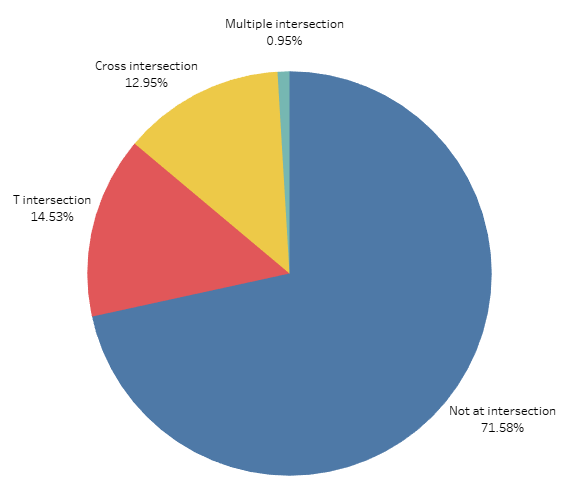 Multiple intersection
0.95%
Cross intersection
12.95%
T intersection
14.53%
Not at intersection
71.58%